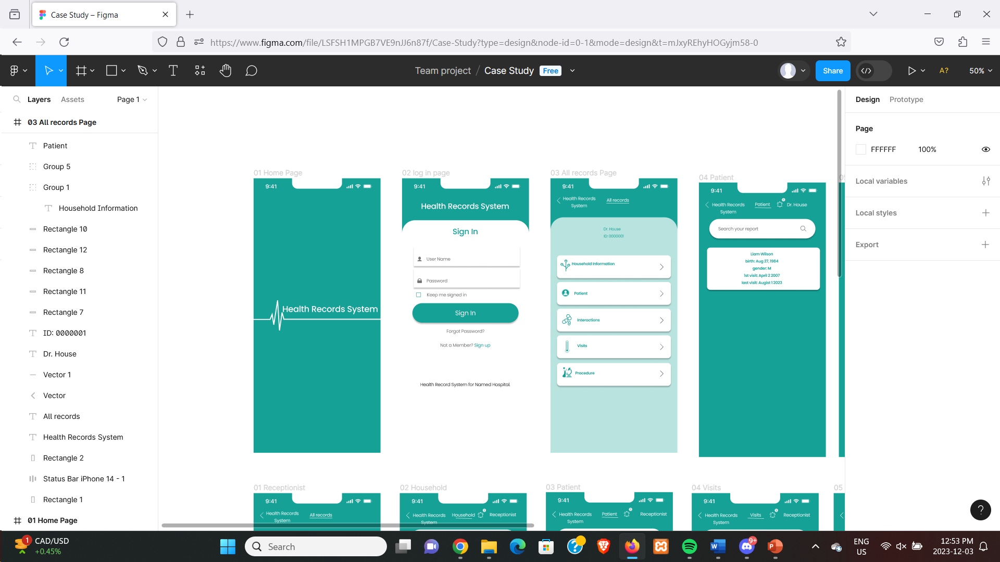 Case Study – Figma
https://www.figma.com/file/LSFSH1MPGB7VE9nJJ6n87f/Case-Study?type=design&node-id=0-1&mode=design&t=mJxyREhyHOGyjm58-0
Team project / Case Study Free
Share
A?
50%
Layers Assets Page 1
03 All records Page
Patient
Group 5
Group 1
Household Information
Rectangle 10
Rectangle 12
Rectangle 8
Rectangle 11
Rectangle 7
ID: 0000001
Dr. House
Vector 1
Vector
All records
Health Records System
Rectangle 2
Status Bar iPhone 14 - 1
Rectangle 1
01 Home Page
01 Home Page
9:41
Health Records System
02 log in page
9:41
Health Records System
Sign In
User Name
Password
Keep me signed in
Sign In
Forgot Password?
Not a Member? Sign up
Health Record System for Named Hospital.
03 All records Page
9:41
Health Records
System
All records
Dr. House
ID: 0000001
Household Information
Patient
Interactions
Visits
Procedure
04 Patient
9:41
Health Records
System
Patient
Dr. House
Search your report
Liam Wilson
birth: Aug 27, 1984
gender: M
1st visit: April 2 2007
last visit: Augist 1 2023
01 Receptionist
9:41
Health Records
System
All records
02 Household
9:41
Health Records
System
Household
Receptionist
03 Patient
9:41
Health Records
System
Patient
Receptionist
04 Visits
9:41
Health Records
System
Visits
Receptionist
05
Design Prototype
Page
FFFFFF 100%
Local variables
Local styles
Export
?
1
CAD/USD
+0.45%
Search
9+
ENG
US
12:53 PM
2023-12-03